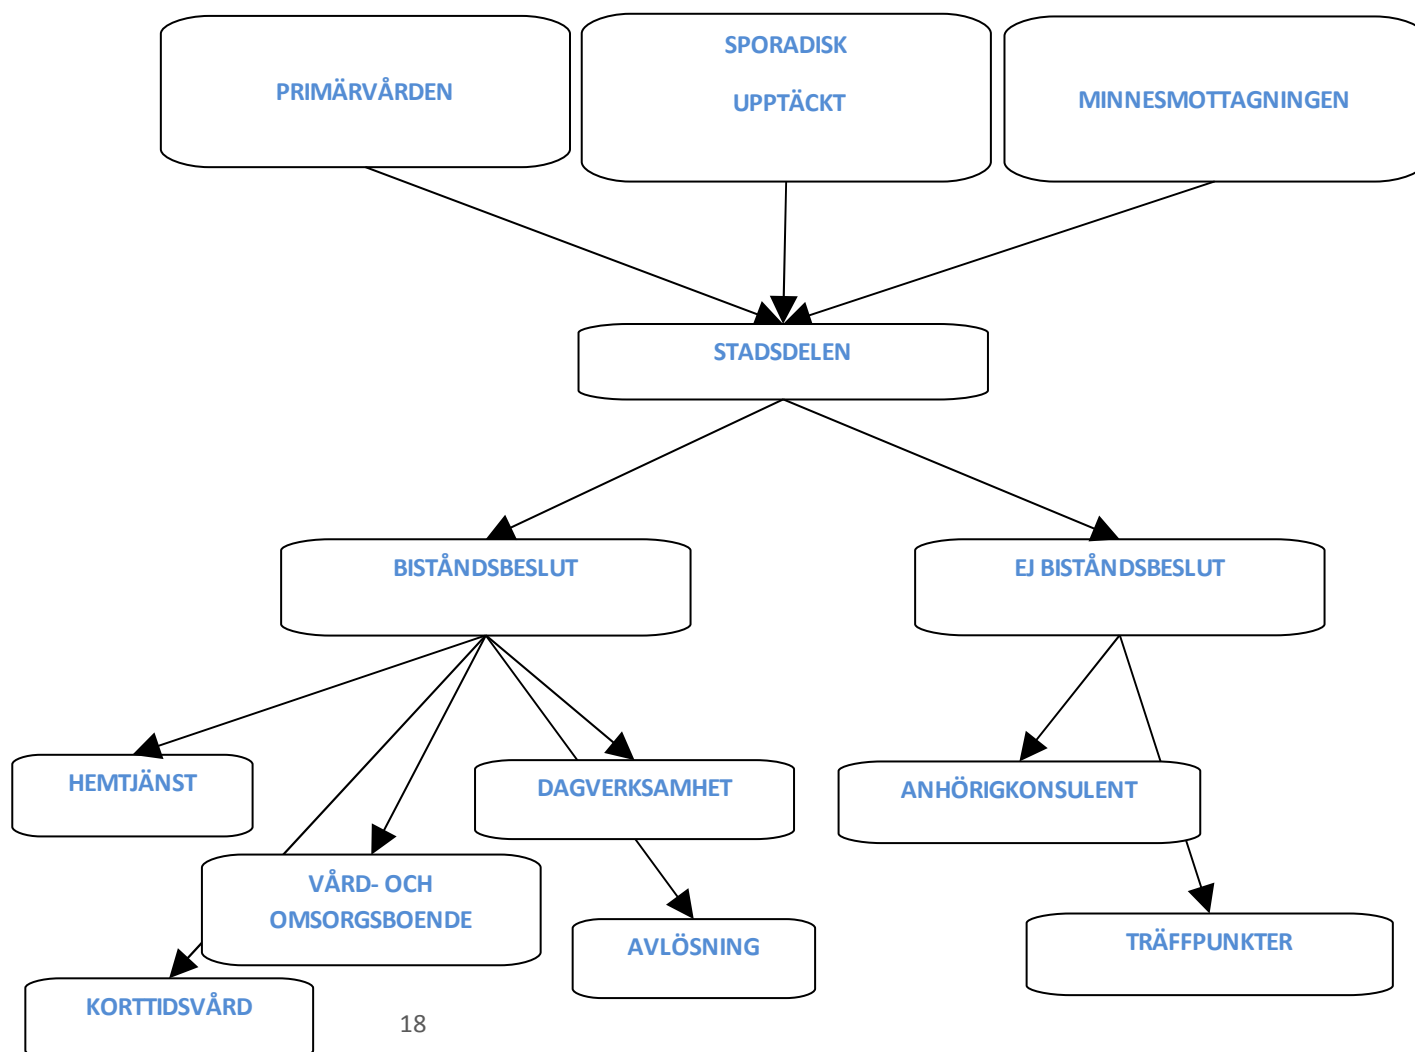 PRIMÄRVÅRDEN
SPORADISK
UPPTÄCKT
MINNESMOTTAGNINGEN
STADSDELEN
BISTÅNDSBESLUT
EJ BISTÅNDSBESLUT
HEMTJÄNST
DAGVERKSAMHET
ANHÖRIGKONSULENT
VÅRD- OCH
OMSORGSBOENDE
AVLÖSNING
TRÄFFPUNKTER
KORTTIDSVÅRD
18